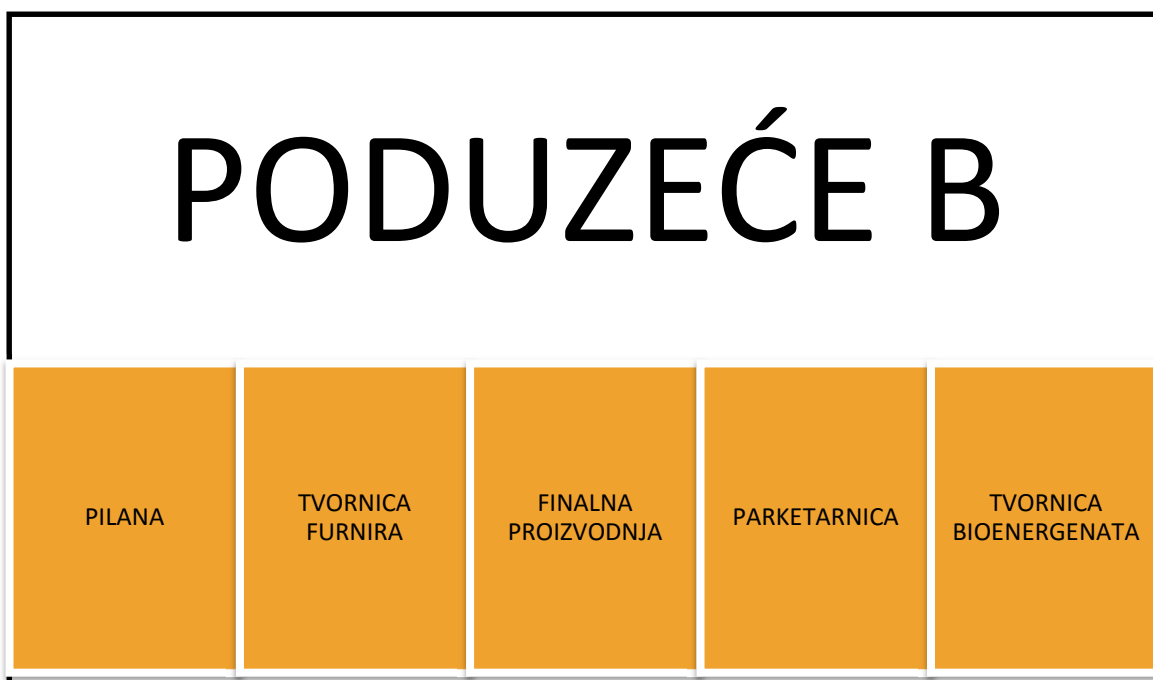 PODUZEĆE B
PILANA
TVORNICA
FURNIRA
FINALNA
PROIZVODNJA
PARKETARNICA
TVORNICA
BIOENERGENATA